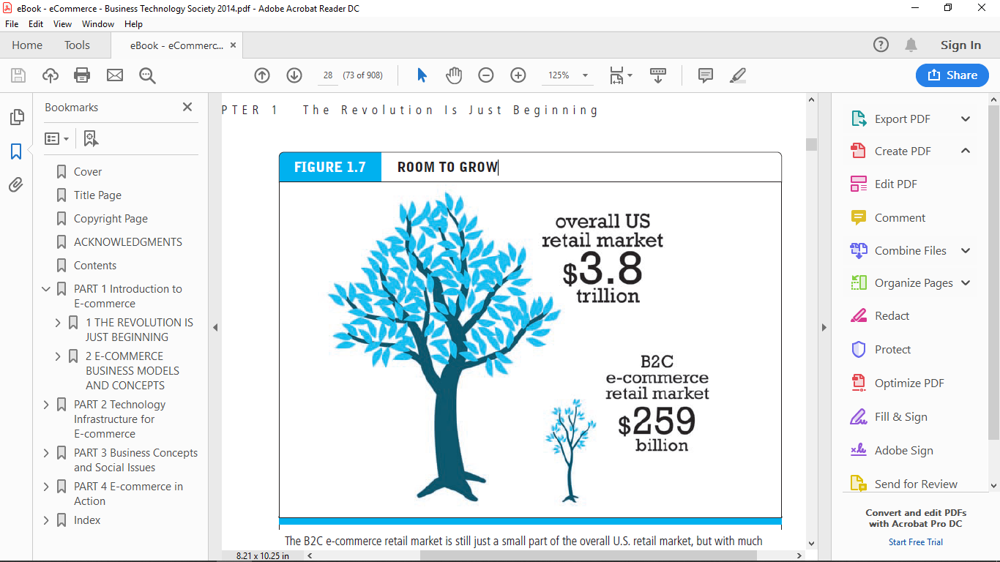 eBook - eCommerce - Business Technology Society 2014.pdf - Adobe Acrobat Reader DC
File Edit View Window Help
Home Tools eBook - eCommerc... × Sign In
28 (73 of 908) 125% Share
Bookmarks
Cover
Title Page
Copyright Page
ACKNOWLEDGMENTS
Contents
PART 1 Introduction to
E-commerce
1 THE REVOLUTION IS
JUST BEGINNING
2 E-COMMERCE
BUSINESS MODELS
AND CONCEPTS
PART 2 Technology
Infrastructure for
E-commerce
PART 3 Business Concepts
and Social Issues
PART 4 E-commerce in
Action
Index
PTER 1 The Revolution Is Just Beginning
FIGURE 1.7 ROOM TO GROW
overall US
retail market
$3.8
trillion
B2C
e-commerce
retail market
$259
billion
The B2C e-commerce retail market is still just a small part of the overall U.S. retail market, but with much
8.21 x 10.25 in
Export PDF
Create PDF
Edit PDF
Comment
Combine Files
Organize Pages
Redact
Protect
Optimize PDF
Fill & Sign
Adobe Sign
Send for Review
Convert and edit PDFs
with Acrobat Pro DC
Start Free Trial